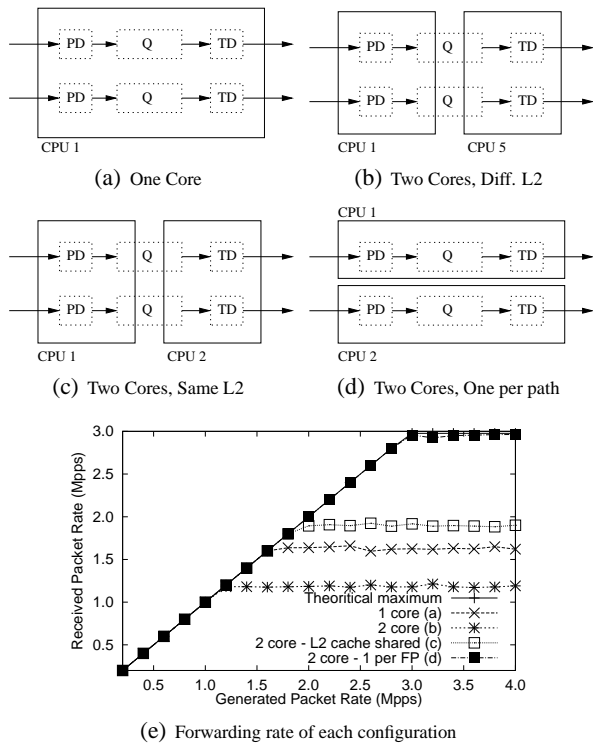 PD Q TD
PD Q TD
CPU 1
(a) One Core
PD Q TD
PD Q TD
CPU 1 CPU 5
(b) Two Cores, Diff. L2
PD Q TD
PD Q TD
CPU 1 CPU 2
(c) Two Cores, Same L2
CPU 1
PD Q TD
PD Q TD
CPU 2
(d) Two Cores, One per path
Received Packet Rate (Mpps)
3.0
2.5
2.0
1.5
1.0
0.5
Theoritical maximum
1 core (a)
2 core (b)
2 core - L2 cache shared (c)
2 core - 1 per FP (d)
0.5 1.0 1.5 2.0 2.5 3.0 3.5 4.0
Generated Packet Rate (Mpps)
(e) Forwarding rate of each configuration